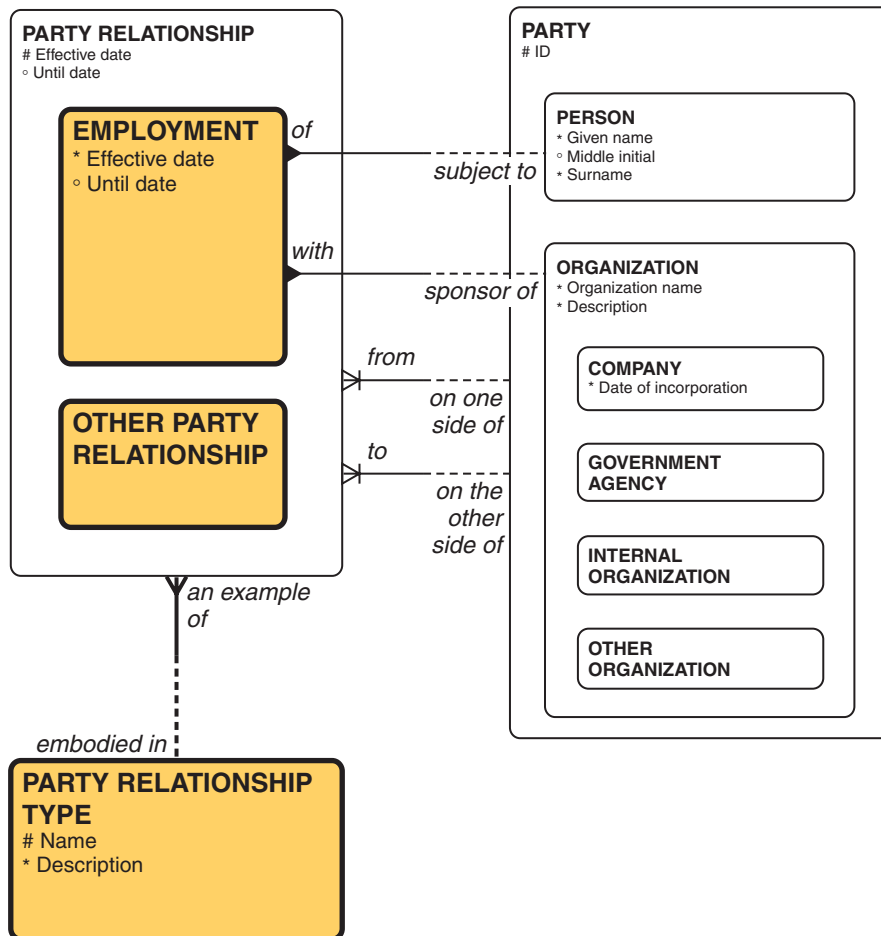 PARTY RELATIONSHIP
# Effective date
○ Until date
EMPLOYMENT
* Effective date
○ Until date
of
with
OTHER PARTY
RELATIONSHIP
from
to
subject to
sponsor of
on one
side of
on the
other
side of
PARTY
# ID
PERSON
* Given name
○ Middle initial
* Surname
ORGANIZATION
* Organization name
* Description
COMPANY
* Date of incorporation
GOVERNMENT
AGENCY
INTERNAL
ORGANIZATION
OTHER
ORGANIZATION
an example
of
embodied in
PARTY RELATIONSHIP
TYPE
# Name
* Description